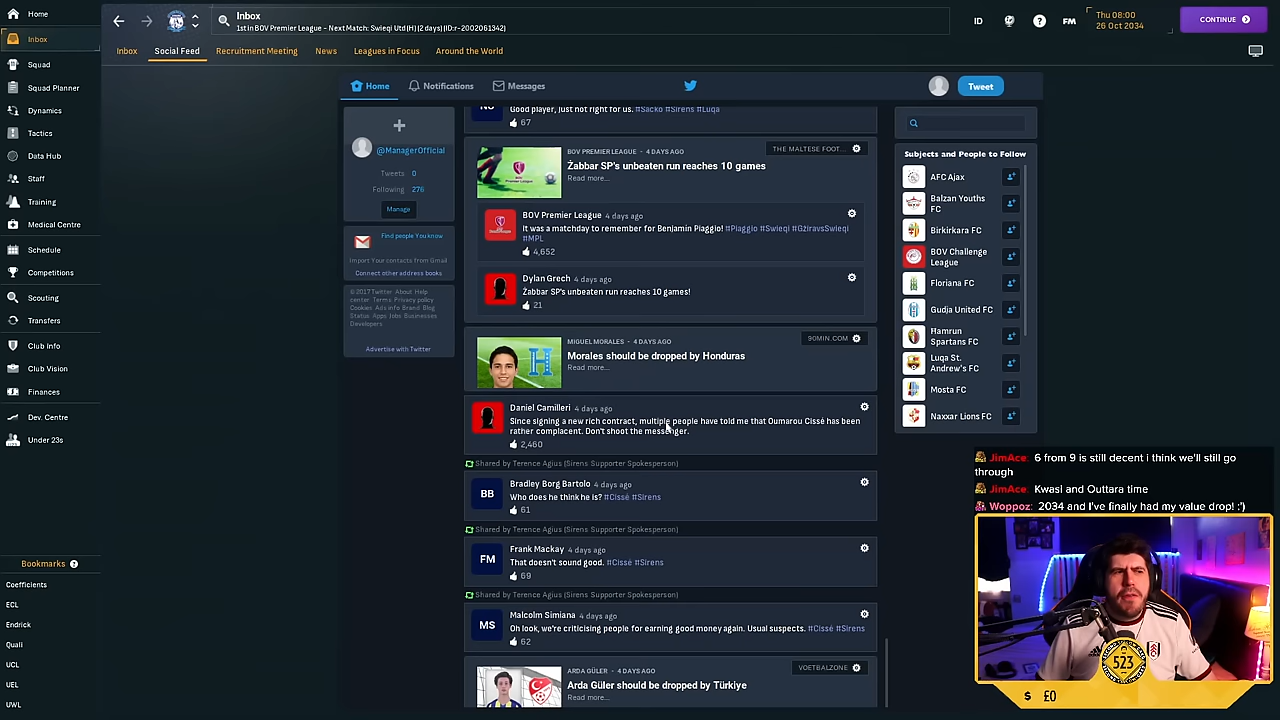 Home
Inbox
Squad
Squad Planner
Dynamics
Tactics
Data Hub
Staff
Training
Medical Centre
Schedule
Competitions
Scouting
Transfers
Club Info
Club Vision
Finances
Dev. Centre
Under 23s
Bookmarks
Coefficients
ECL
Endrick
Quali
UCL
UEL
UWL
Inbox
1st in BOV Premier League - Next Match: Swieqi Utd (H) (2 days) (ID:r-2002061342)
ID
FM
Thu 08:00
26 Oct 2034
CONTINUE
Inbox
Social Feed
Recruitment Meeting
News
Leagues in Focus
Around the World
Home
Notifications
Messages
Tweet
@ManagerOfficial
Tweets 0
Following 276
Manage
Find people You know
Import Your contacts from Gmail
Connect other address books
© 2017 Twitter About Help
center Terms Privacy policy
Cookies Ads info Brand Blog
Status Apps Jobs Businesses
Developers
Advertise with Twitter
Good player, just not right for us. #Sacko #Sirens #Luqa
67
BOV PREMIER LEAGUE - 4 DAYS AGO
THE MALTESE FOOT...
Żabbar SP's unbeaten run reaches 10 games
Read more...
BOV Premier League 4 days ago
It was a matchday to remember for Benjamin Piaggio! #Piaggio #Swieqi #GżiravsSwieqi
#MPL
4,652
Dylan Grech 4 days ago
Żabbar SP's unbeaten run reaches 10 games!
21
MIGUEL MORALES - 4 DAYS AGO
90MIN.COM
Morales should be dropped by Honduras
Read more...
Daniel Camilleri 4 days ago
Since signing a new rich contract, multiple people have told me that Oumarou Cissé has been
rather complacent. Don't shoot the messenger.
2,460
Shared by Terence Agius (Sirens Supporter Spokesperson)
BB
Bradley Borg Bartolo 4 days ago
Who does he think he is? #Cissé #Sirens
61
Shared by Terence Agius (Sirens Supporter Spokesperson)
FM
Frank Mackay 4 days ago
That doesn't sound good. #Cissé #Sirens
69
Shared by Terence Agius (Sirens Supporter Spokesperson)
MS
Malcolm Simiana 4 days ago
Oh look, we're criticising people for earning good money again. Usual suspects. #Cissé #Sirens
62
ARDA GÜLER - 4 DAYS AGO
VOETBALZONE
Arda Güler should be dropped by Türkiye
Read more...
Subjects and People to Follow
AFC Ajax
Balzan Youths
FC
Birkirkara FC
BOV Challenge
League
Floriana FC
Gudja United FC
Hamrun
Spartans FC
Luqa St.
Andrew's FC
Mosta FC
Naxxar Lions FC
JimAce: 6 from 9 is still decent i think we'll still go
through
JimAce: Kwasi and Outtara time
Woppoz: 2034 and I've finally had my value drop! :')
523
$ £0